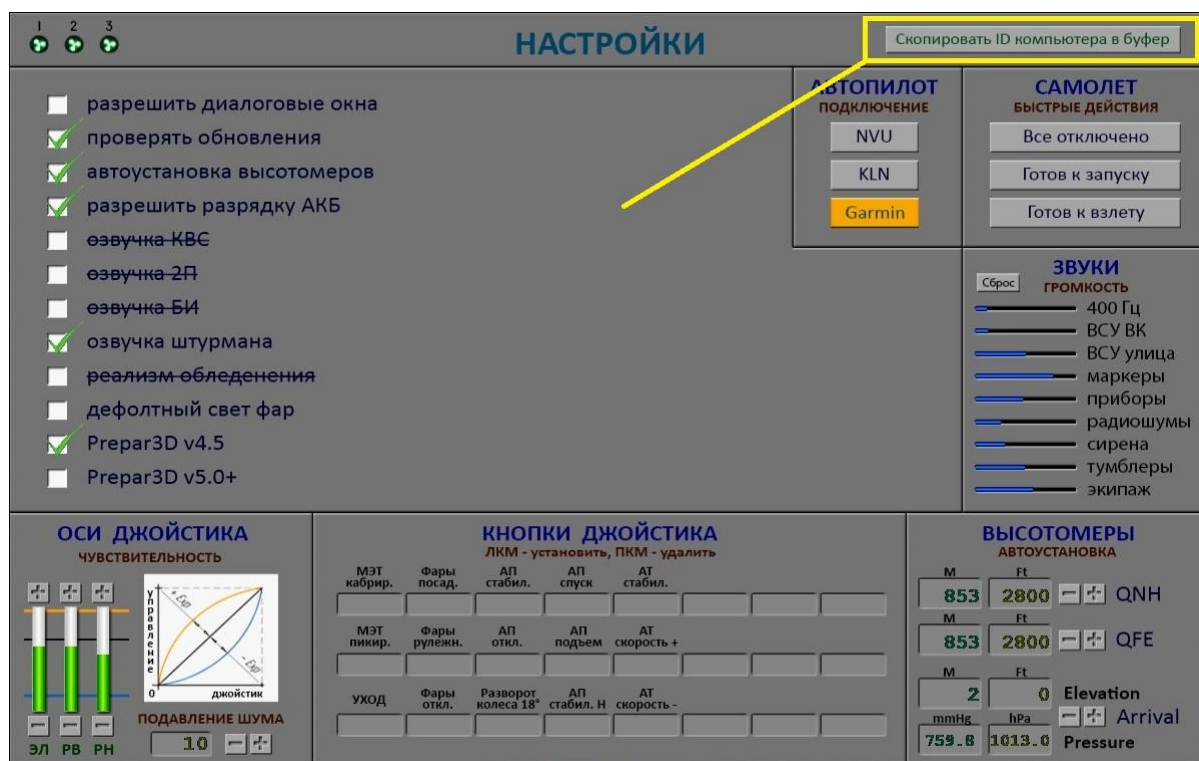 1 2 3
НАСТРОЙКИ
Скопировать ID компьютера в буфер
разрешить диалоговые окна
проверять обновления
автоустановка высотомеров
разрешить разрядку АКБ
озвучка КВС
озвучка 2П
озвучка БИ
озвучка штурмана
реализм обледенения
дефолтный свет фар
Prepar3D v4.5
Prepar3D v5.0+
АВТОПИЛОТ
ПОДКЛЮЧЕНИЕ
NVU
KLN
Garmin
САМОЛЕТ
БЫСТРЫЕ ДЕЙСТВИЯ
Все отключено
Готов к запуску
Готов к взлету
ЗВУКИ
Сброс ГРОМКОСТЬ
400 Гц
ВСУ ВК
ВСУ улица
маркеры
приборы
радиошумы
сирена
тумблеры
экипаж
ОСИ ДЖОЙСТИКА
ЧУВСТВИТЕЛЬНОСТЬ
управление
+ Exp
- Exp
0 джойстик
ПОДАВЛЕНИЕ ШУМА
10
ЭЛ РВ РН
КНОПКИ ДЖОЙСТИКА
ЛКМ - установить, ПКМ - удалить
МЭТ Фары АП АП АТ
кабрир. посад. стабил. спуск стабил.
МЭТ Фары АП АП АТ
пикир. рулежн. откл. подъем скорость +
УХОД Фары Разворот АП АТ
откл. колеса 18° стабил. H скорость -
ВЫСОТОМЕРЫ
АВТОУСТАНОВКА
M Ft
853 2800 QNH
M Ft
853 2800 QFE
M Ft
2 0 Elevation
mmHg hPa Arrival
759.8 1013.0 Pressure